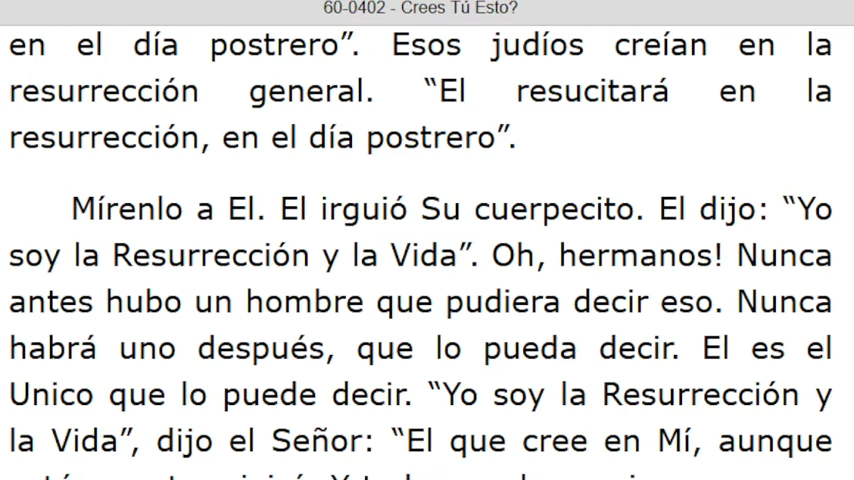 60-0402 - Crees Tú Esto?
en el día postrero”. Esos judíos creían en la
resurrección general. “El resucitará en la
resurrección, en el día postrero”.
Mírenlo a El. El irguió Su cuerpecito. El dijo: “Yo
soy la Resurrección y la Vida”. Oh, hermanos! Nunca
antes hubo un hombre que pudiera decir eso. Nunca
habrá uno después, que lo pueda decir. El es el
Unico que lo puede decir. “Yo soy la Resurrección y
la Vida”, dijo el Señor: “El que cree en Mí, aunque